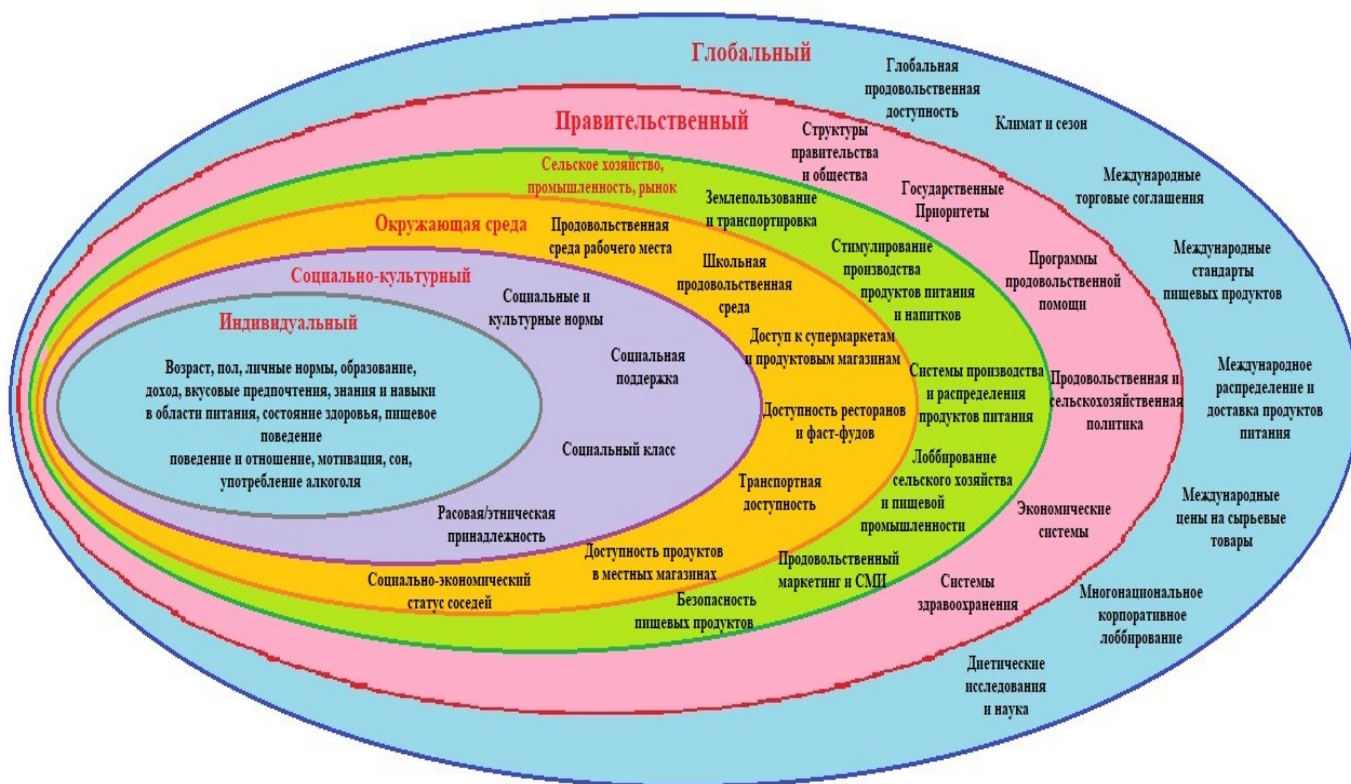 Глобальный
Глобальная
продовольственная
доступность
Климат и сезон
Международные
торговые соглашения
Международные
стандарты
пищевых продуктов
Международное
распределение и
доставка продуктов
питания
Международные
цены на сырьевые
товары
Многонациональное
корпоративное
лоббирование
Диетические
исследования
и наука
Правительственный
Структуры
правительства
и общества
Государственные
Приоритеты
Программы
продовольственной
помощи
Продовольственная и
сельскохозяйственная
политика
Экономические
системы
Системы
здравоохранения
Сельское хозяйство,
промышленность, рынок
Землепользование
и транспортировка
Стимулирование
производства
продуктов питания
и напитков
Системы производства
и распределения
продуктов питания
Лоббирование
сельского хозяйства
и пищевой
промышленности
Продовольственный
маркетинг и СМИ
Безопасность
пищевых продуктов
Окружающая среда
Продовольственная
среда рабочего места
Школьная
продовольственная
среда
Доступ к супермаркетам
и продуктовым магазинам
Доступность ресторанов
и фаст-фудов
Транспортная
доступность
Доступность продуктов
в местных магазинах
Социально-экономический
статус соседей
Социально-культурный
Социальные и
культурные нормы
Социальная
поддержка
Социальный класс
Расовая/этническая
принадлежность
Индивидуальный
Возраст, пол, личные нормы, образование,
доход, вкусовые предпочтения, знания и навыки
в области питания, состояние здоровья, пищевое
поведение
поведение и отношение, мотивация, сон,
употребление алкоголя